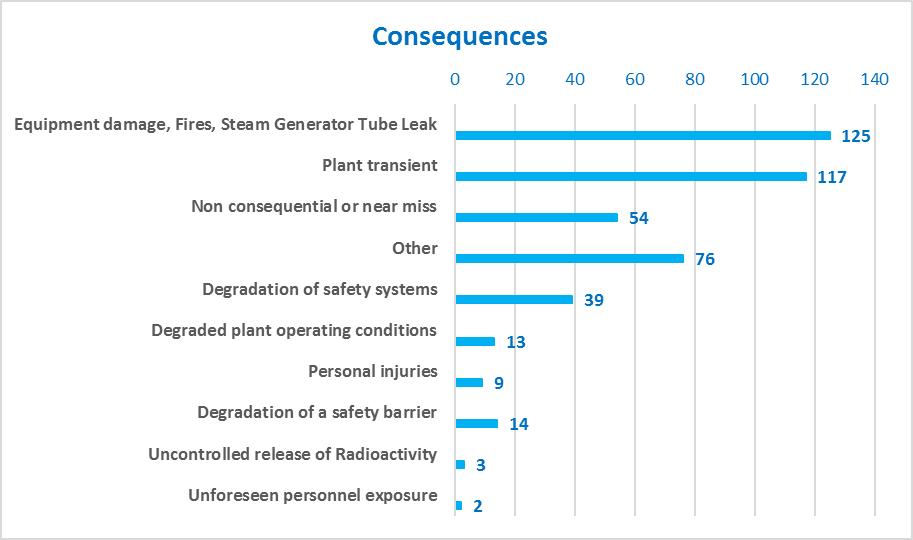 Consequences
0 20 40 60 80 100 120 140
Equipment damage, Fires, Steam Generator Tube Leak 125
Plant transient 117
Non consequential or near miss 54
Other 76
Degradation of safety systems 39
Degraded plant operating conditions 13
Personal injuries 9
Degradation of a safety barrier 14
Uncontrolled release of Radioactivity 3
Unforeseen personnel exposure 2